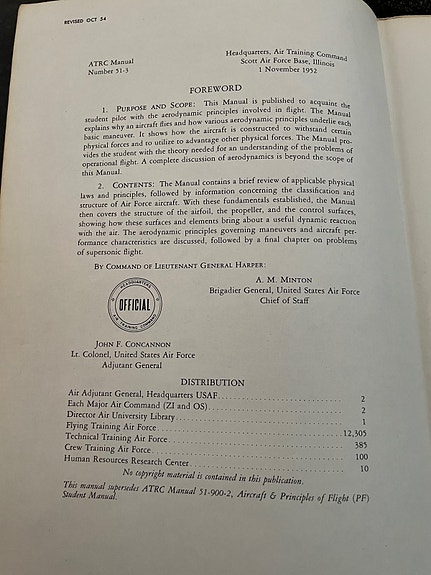 REVISED OCT 54
ATRC Manual
Number 51-3
Headquarters, Air Training Command
Scott Air Force Base, Illinois
1 November 1952
FOREWORD
1. PURPOSE AND SCOPE: This Manual is published to acquaint the
student pilot with the aerodynamic principles involved in flight. The Manual
explains why an aircraft flies and how various aerodynamic principles underlie each
basic maneuver. It shows how the aircraft is constructed to withstand certain
physical forces and to utilize to advantage other physical forces. The Manual pro-
vides the student with the theory needed for an understanding of the problems of
operational flight. A complete discussion of aerodynamics is beyond the scope of
this Manual.
2. CONTENTS: The Manual contains a brief review of applicable physical
laws and principles, followed by information concerning the classification and
structure of Air Force aircraft. With these fundamentals established, the Manual
then covers the structure of the airfoil, the propeller, and the control surfaces,
showing how these surfaces and elements bring about a useful dynamic reaction
with the air. The aerodynamic principles governing maneuvers and aircraft per-
formance characteristics are discussed, followed by a final chapter on problems
of supersonic flight.
BY COMMAND OF LIEUTENANT GENERAL HARPER:
A. M. MINTON
Brigadier General, United States Air Force
Chief of Staff
HEADQUARTERS
OFFICIAL
AIR TRAINING COMMAND
JOHN F. CONCANNON
Lt. Colonel, United States Air Force
Adjutant General
DISTRIBUTION
Air Adjutant General, Headquarters USAF 2
Each Major Air Command (ZI and OS) 2
Director Air University Library 1
Flying Training Air Force 12,305
Technical Training Air Force 385
Crew Training Air Force 100
Human Resources Research Center 10
No copyright material is contained in this publication.
This manual supersedes ATRC Manual 51-900-2, Aircraft & Principles of Flight (PF)
Student Manual.